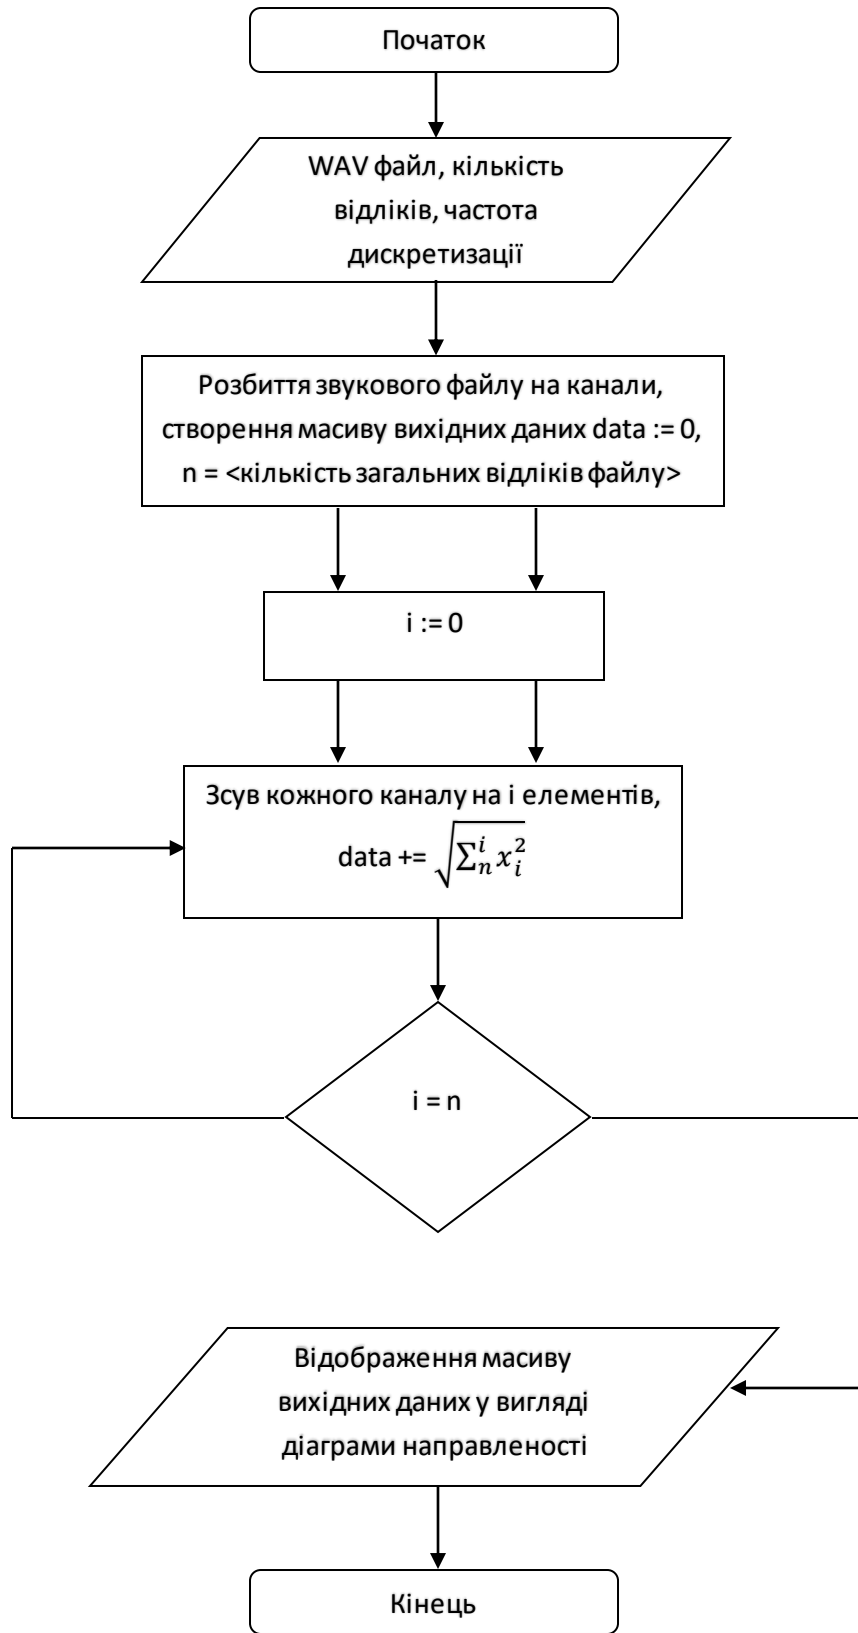 Початок
WAV файл, кількість
відліків, частота
дискретизації
Розбиття звукового файлу на канали,
створення масиву вихідних даних data := 0,
n = <кількість загальних відліків файлу>
i := 0
Зсув кожного каналу на і елементів,
data += √∑ₙⁱ xᵢ²
i = n
Відображення масиву
вихідних даних у вигляді
діаграми направленості
Кінець